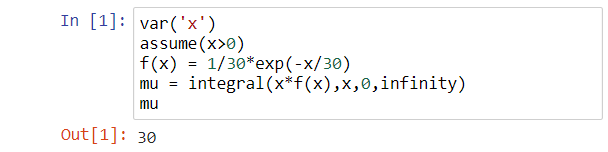 In [1]: var('x')
assume(x>0)
f(x) = 1/30*exp(-x/30)
mu = integral(x*f(x),x,0,infinity)
mu
Out[1]: 30